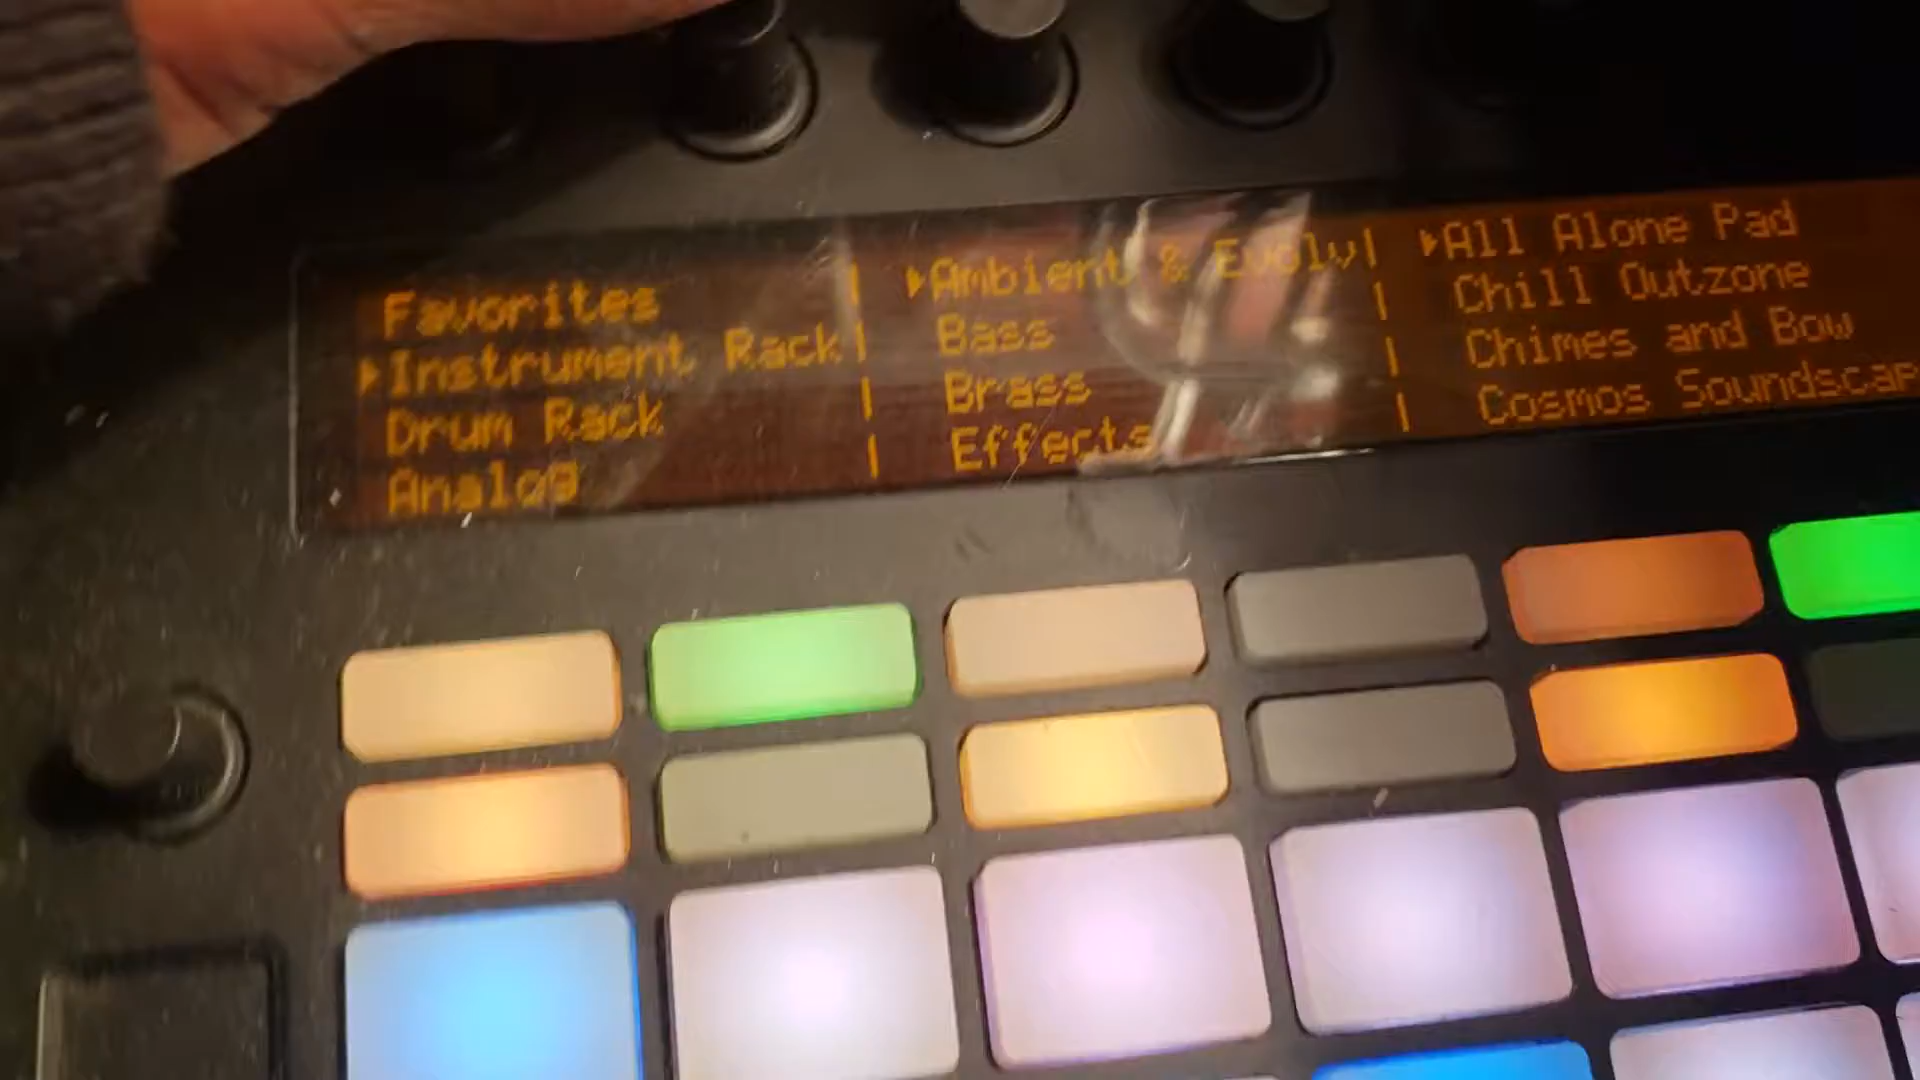 Favorites
Instrument Rack
Drum Rack
Analog
Ambient & Evolv
Bass
Brass
Effects
All Alone Pad
Chill Outzone
Chimes and Bow
Cosmos Soundscap